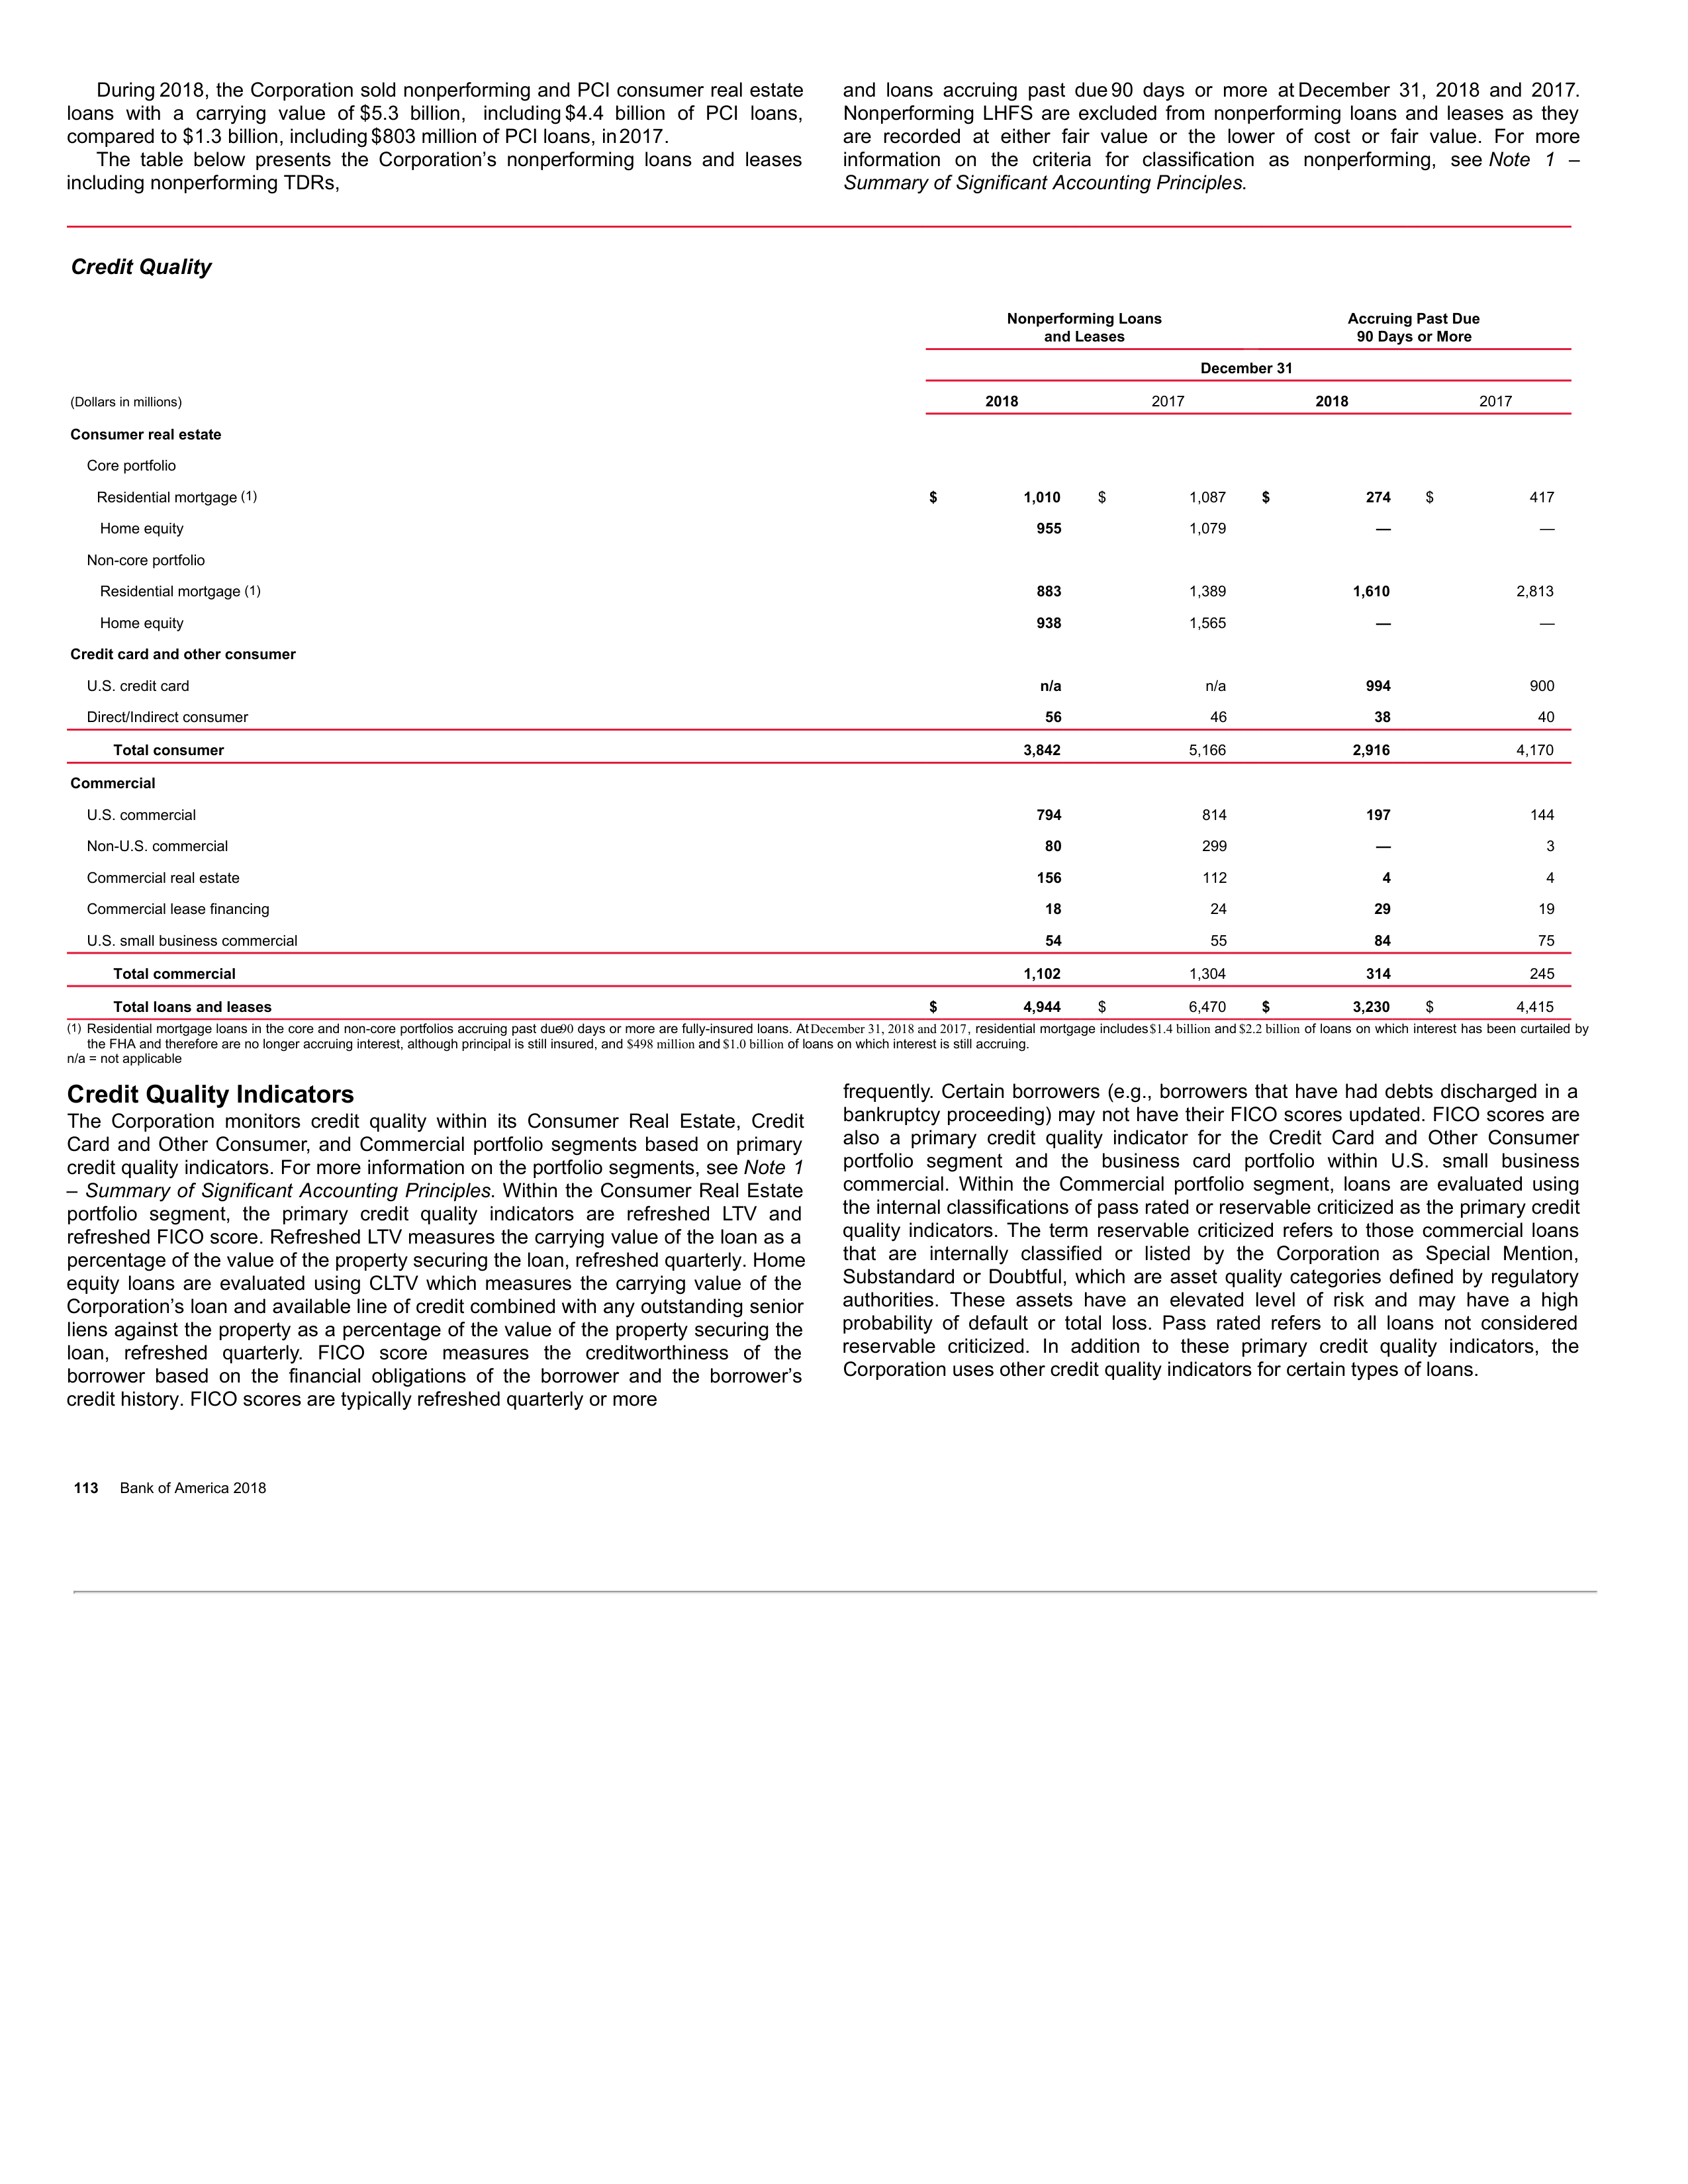 During 2018, the Corporation sold nonperforming and PCI consumer real estate
loans with a carrying value of $5.3 billion, including $4.4 billion of PCI loans,
compared to $1.3 billion, including $803 million of PCI loans, in 2017.
The table below presents the Corporation's nonperforming loans and leases
including nonperforming TDRs,
and loans accruing past due 90 days or more at December 31, 2018 and 2017.
Nonperforming LHFS are excluded from nonperforming loans and leases as they
are recorded at either fair value or the lower of cost or fair value. For more
information on the criteria for classification as nonperforming, see Note 1 –
Summary of Significant Accounting Principles.
Credit Quality
Nonperforming Loans and Leases Accruing Past Due 90 Days or More
December 31
(Dollars in millions) 2018 2017 2018 2017
Consumer real estate
Core portfolio
Residential mortgage (1) $ 1,010 $ 1,087 $ 274 $ 417
Home equity 955 1,079 — —
Non-core portfolio
Residential mortgage (1) 883 1,389 1,610 2,813
Home equity 938 1,565 — —
Credit card and other consumer
U.S. credit card n/a n/a 994 900
Direct/Indirect consumer 56 46 38 40
Total consumer 3,842 5,166 2,916 4,170
Commercial
U.S. commercial 794 814 197 144
Non-U.S. commercial 80 299 — 3
Commercial real estate 156 112 4 4
Commercial lease financing 18 24 29 19
U.S. small business commercial 54 55 84 75
Total commercial 1,102 1,304 314 245
Total loans and leases $ 4,944 $ 6,470 $ 3,230 $ 4,415
(1) Residential mortgage loans in the core and non-core portfolios accruing past due90 days or more are fully-insured loans. At December 31, 2018 and 2017, residential mortgage includes $1.4 billion and $2.2 billion of loans on which interest has been curtailed by
the FHA and therefore are no longer accruing interest, although principal is still insured, and $498 million and $1.0 billion of loans on which interest is still accruing.
n/a = not applicable
Credit Quality Indicators
The Corporation monitors credit quality within its Consumer Real Estate, Credit
Card and Other Consumer, and Commercial portfolio segments based on primary
credit quality indicators. For more information on the portfolio segments, see Note 1
– Summary of Significant Accounting Principles. Within the Consumer Real Estate
portfolio segment, the primary credit quality indicators are refreshed LTV and
refreshed FICO score. Refreshed LTV measures the carrying value of the loan as a
percentage of the value of the property securing the loan, refreshed quarterly. Home
equity loans are evaluated using CLTV which measures the carrying value of the
Corporation's loan and available line of credit combined with any outstanding senior
liens against the property as a percentage of the value of the property securing the
loan, refreshed quarterly. FICO score measures the creditworthiness of the
borrower based on the financial obligations of the borrower and the borrower's
credit history. FICO scores are typically refreshed quarterly or more
frequently. Certain borrowers (e.g., borrowers that have had debts discharged in a
bankruptcy proceeding) may not have their FICO scores updated. FICO scores are
also a primary credit quality indicator for the Credit Card and Other Consumer
portfolio segment and the business card portfolio within U.S. small business
commercial. Within the Commercial portfolio segment, loans are evaluated using
the internal classifications of pass rated or reservable criticized as the primary credit
quality indicators. The term reservable criticized refers to those commercial loans
that are internally classified or listed by the Corporation as Special Mention,
Substandard or Doubtful, which are asset quality categories defined by regulatory
authorities. These assets have an elevated level of risk and may have a high
probability of default or total loss. Pass rated refers to all loans not considered
reservable criticized. In addition to these primary credit quality indicators, the
Corporation uses other credit quality indicators for certain types of loans.
113 Bank of America 2018